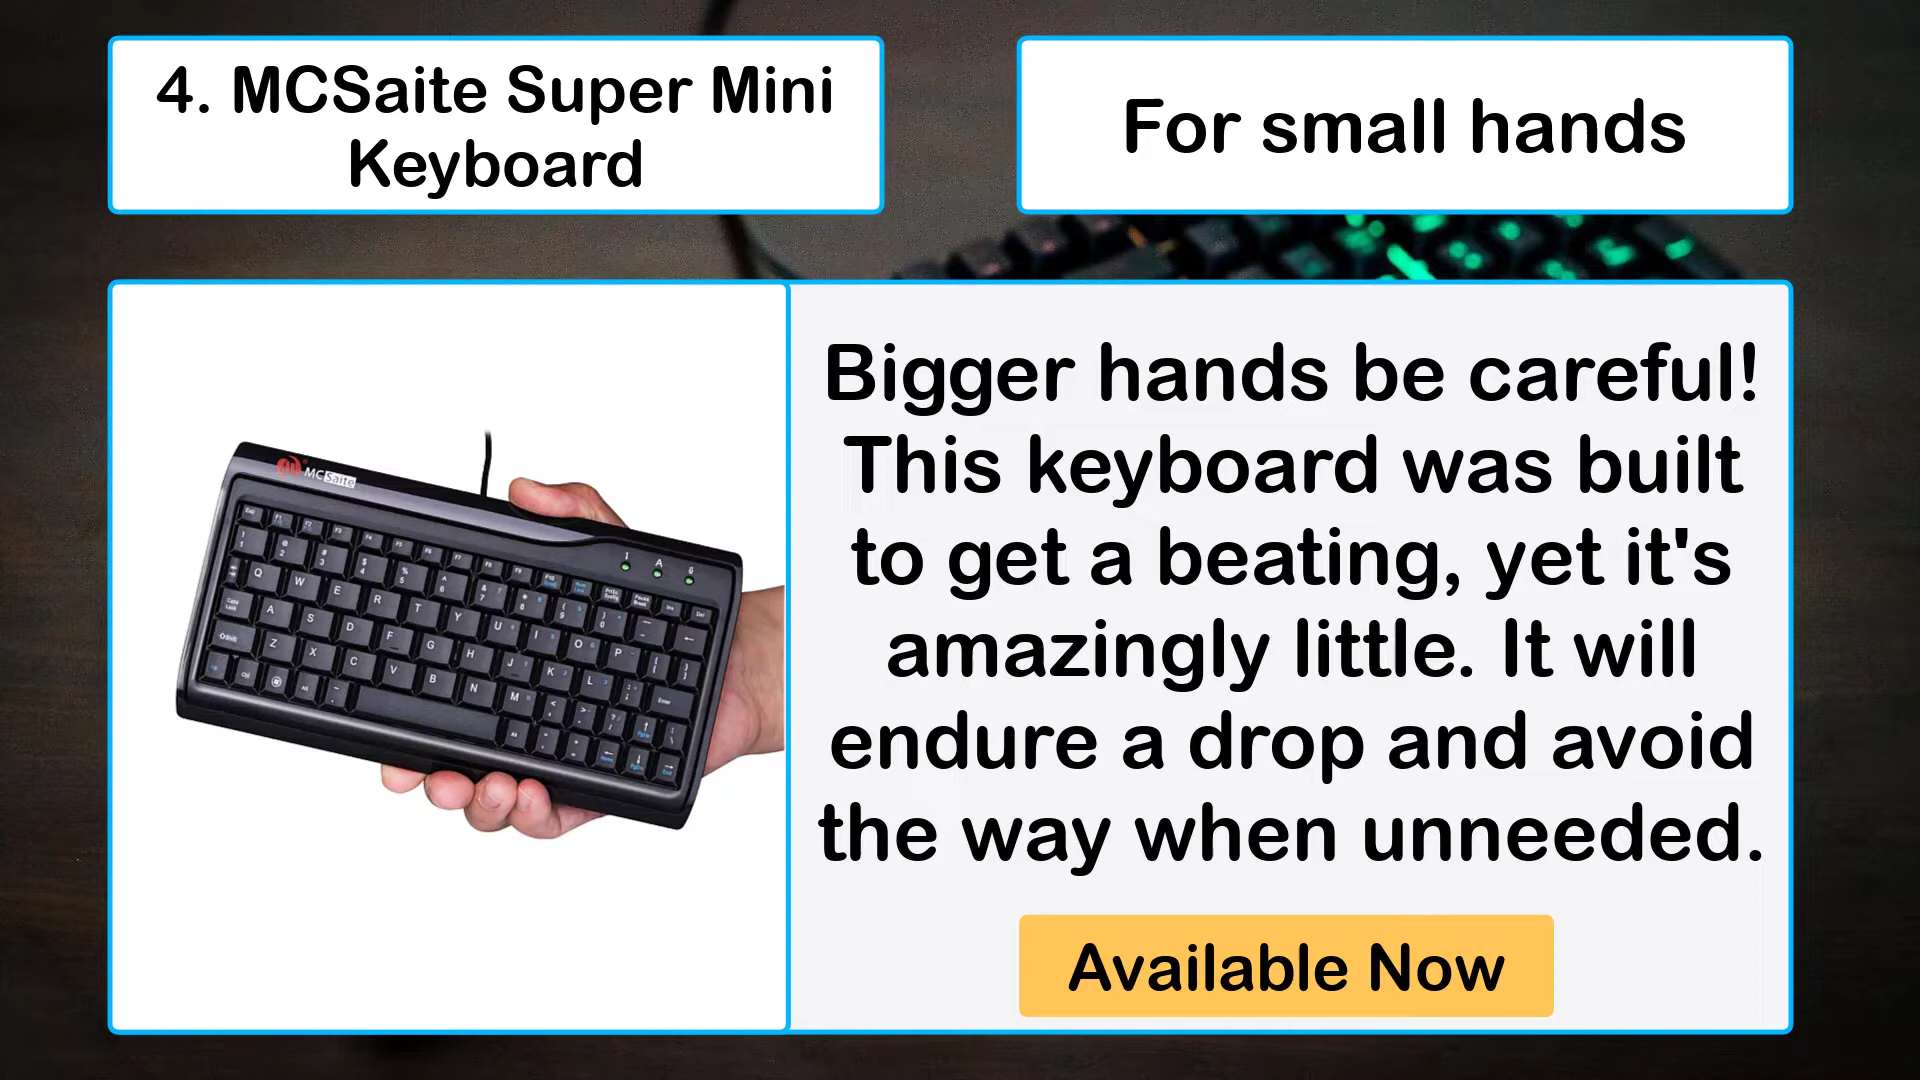 4. MCSaite Super Mini
Keyboard
For small hands
Bigger hands be careful!
This keyboard was built
to get a beating, yet it's
amazingly little. It will
endure a drop and avoid
the way when unneeded.
Available Now
MCSaite
Q W E R T Y U I O P
A S D F G H J K L
Z X C V B N M